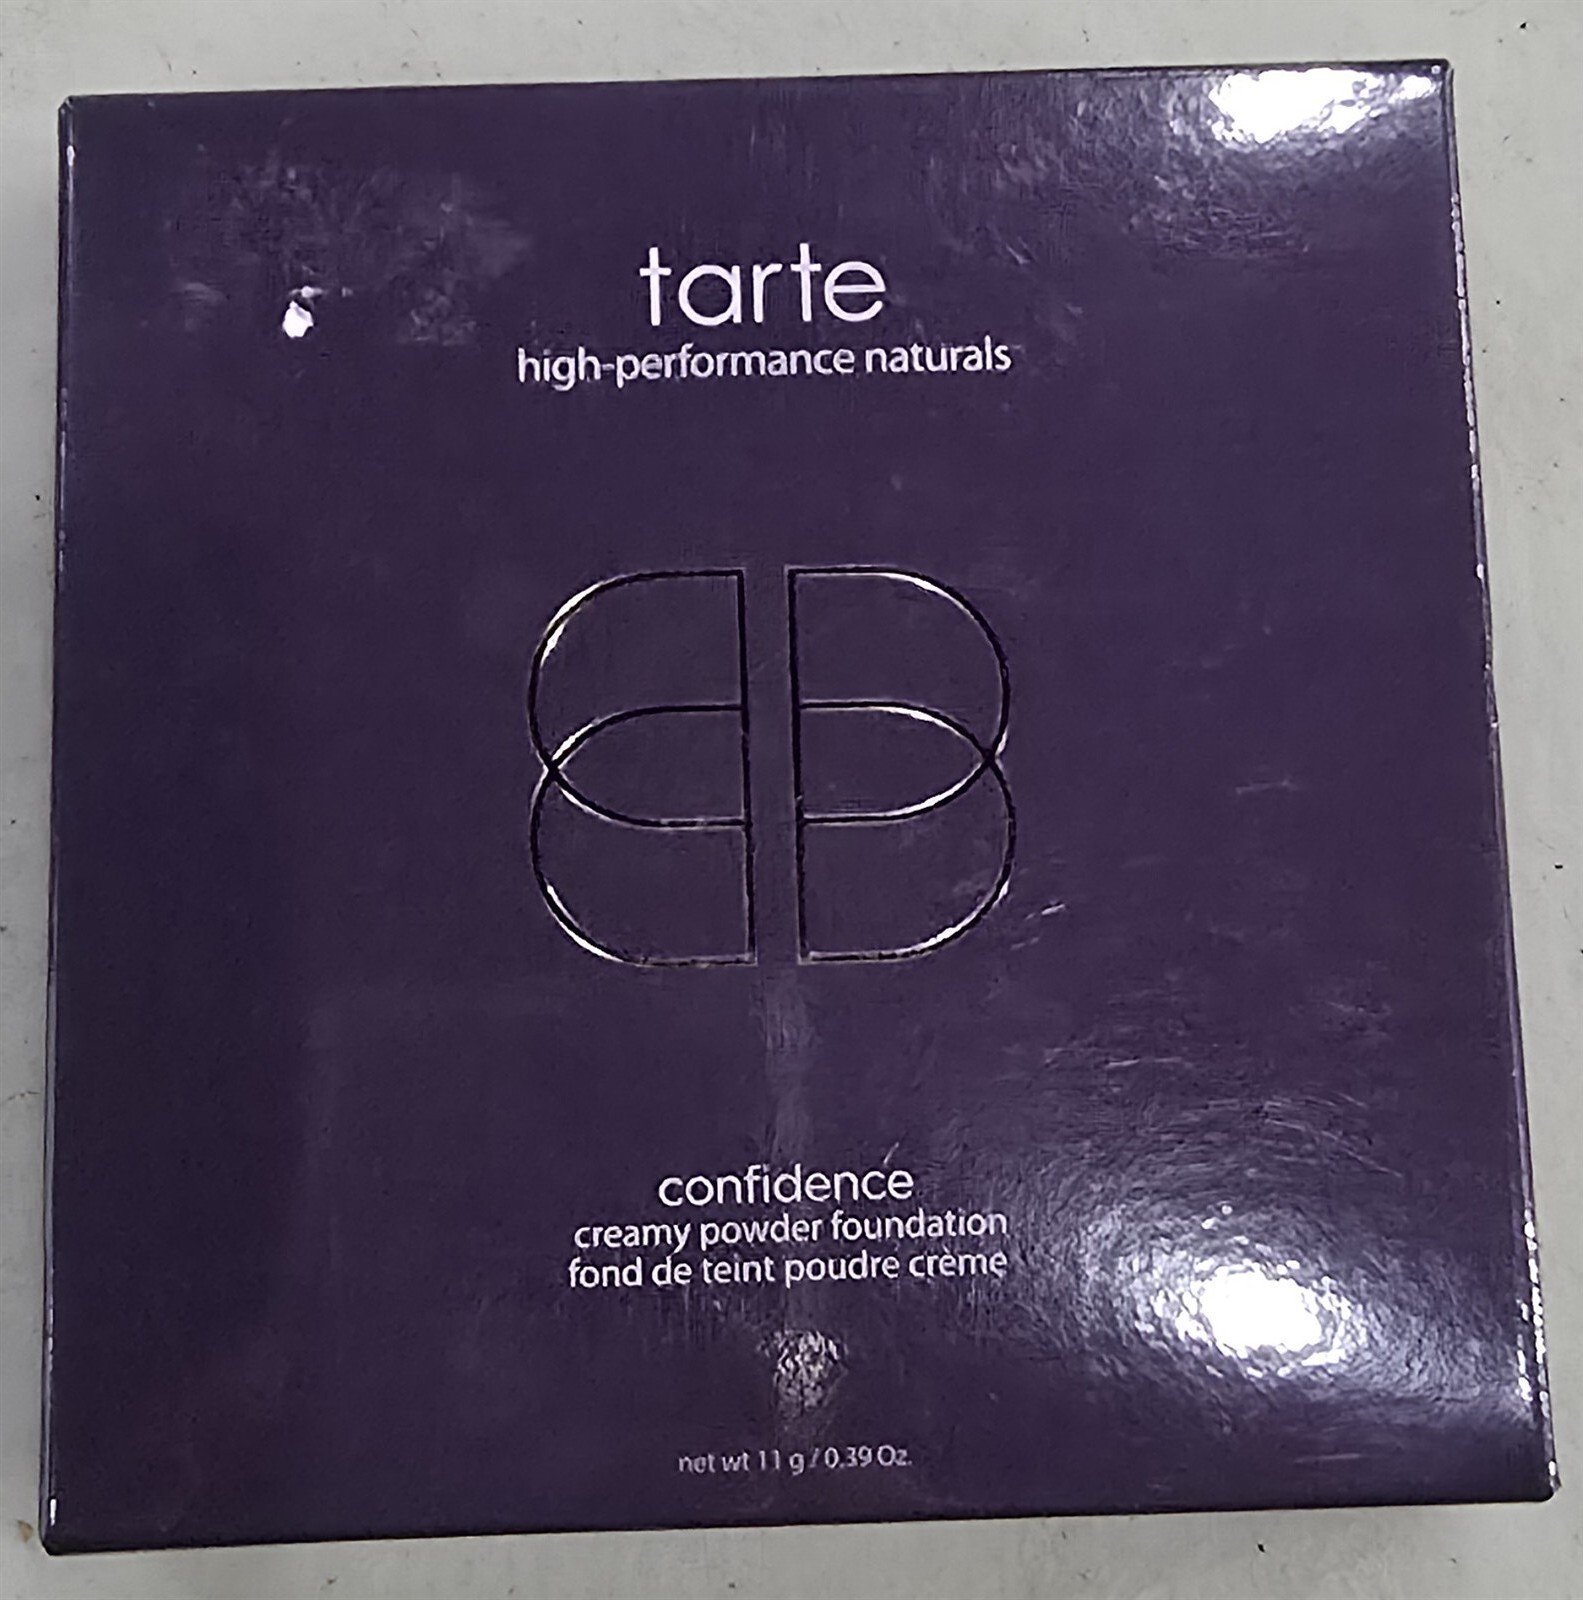 tarte
high-performance naturals
confidence
creamy powder foundation
fond de teint poudre crème
net wt 11 g / 0.39 Oz.